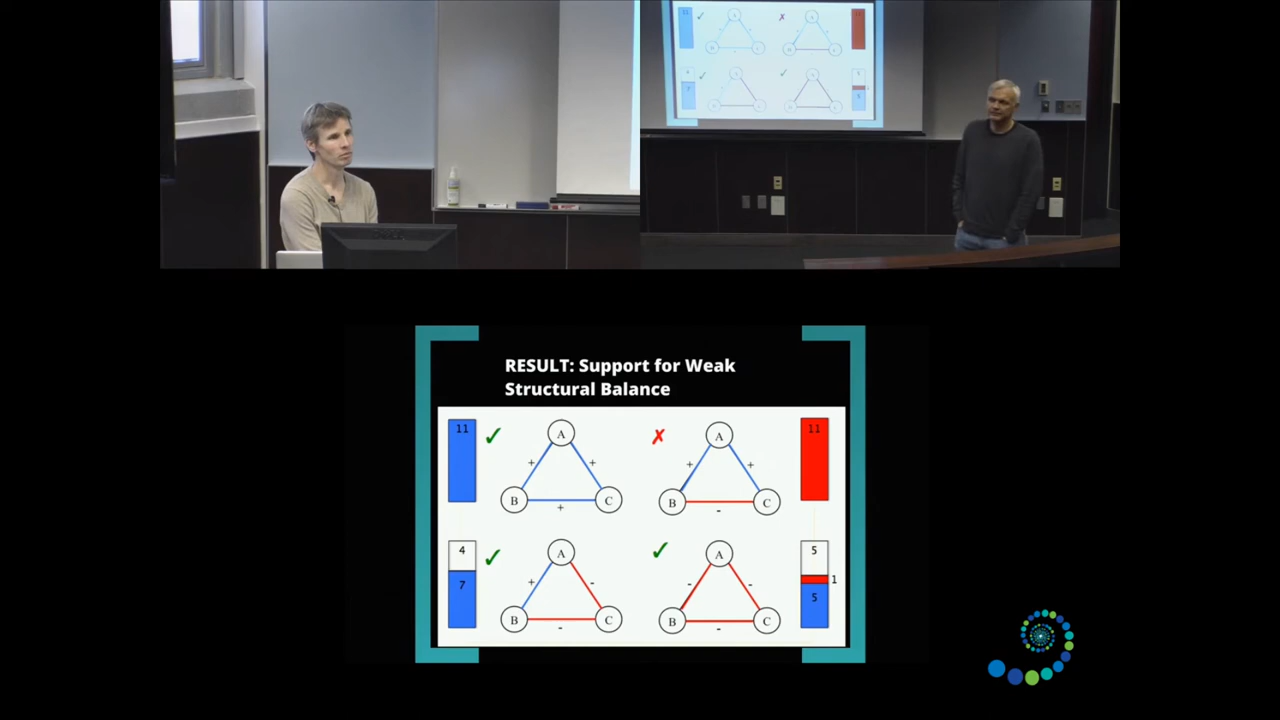 RESULT: Support for Weak
Structural Balance
11
✓
A
+
+
B
C
+
✗
A
+
+
B
C
-
11
4
7
✓
A
+
-
B
C
-
✓
A
-
-
B
C
-
5
1
5